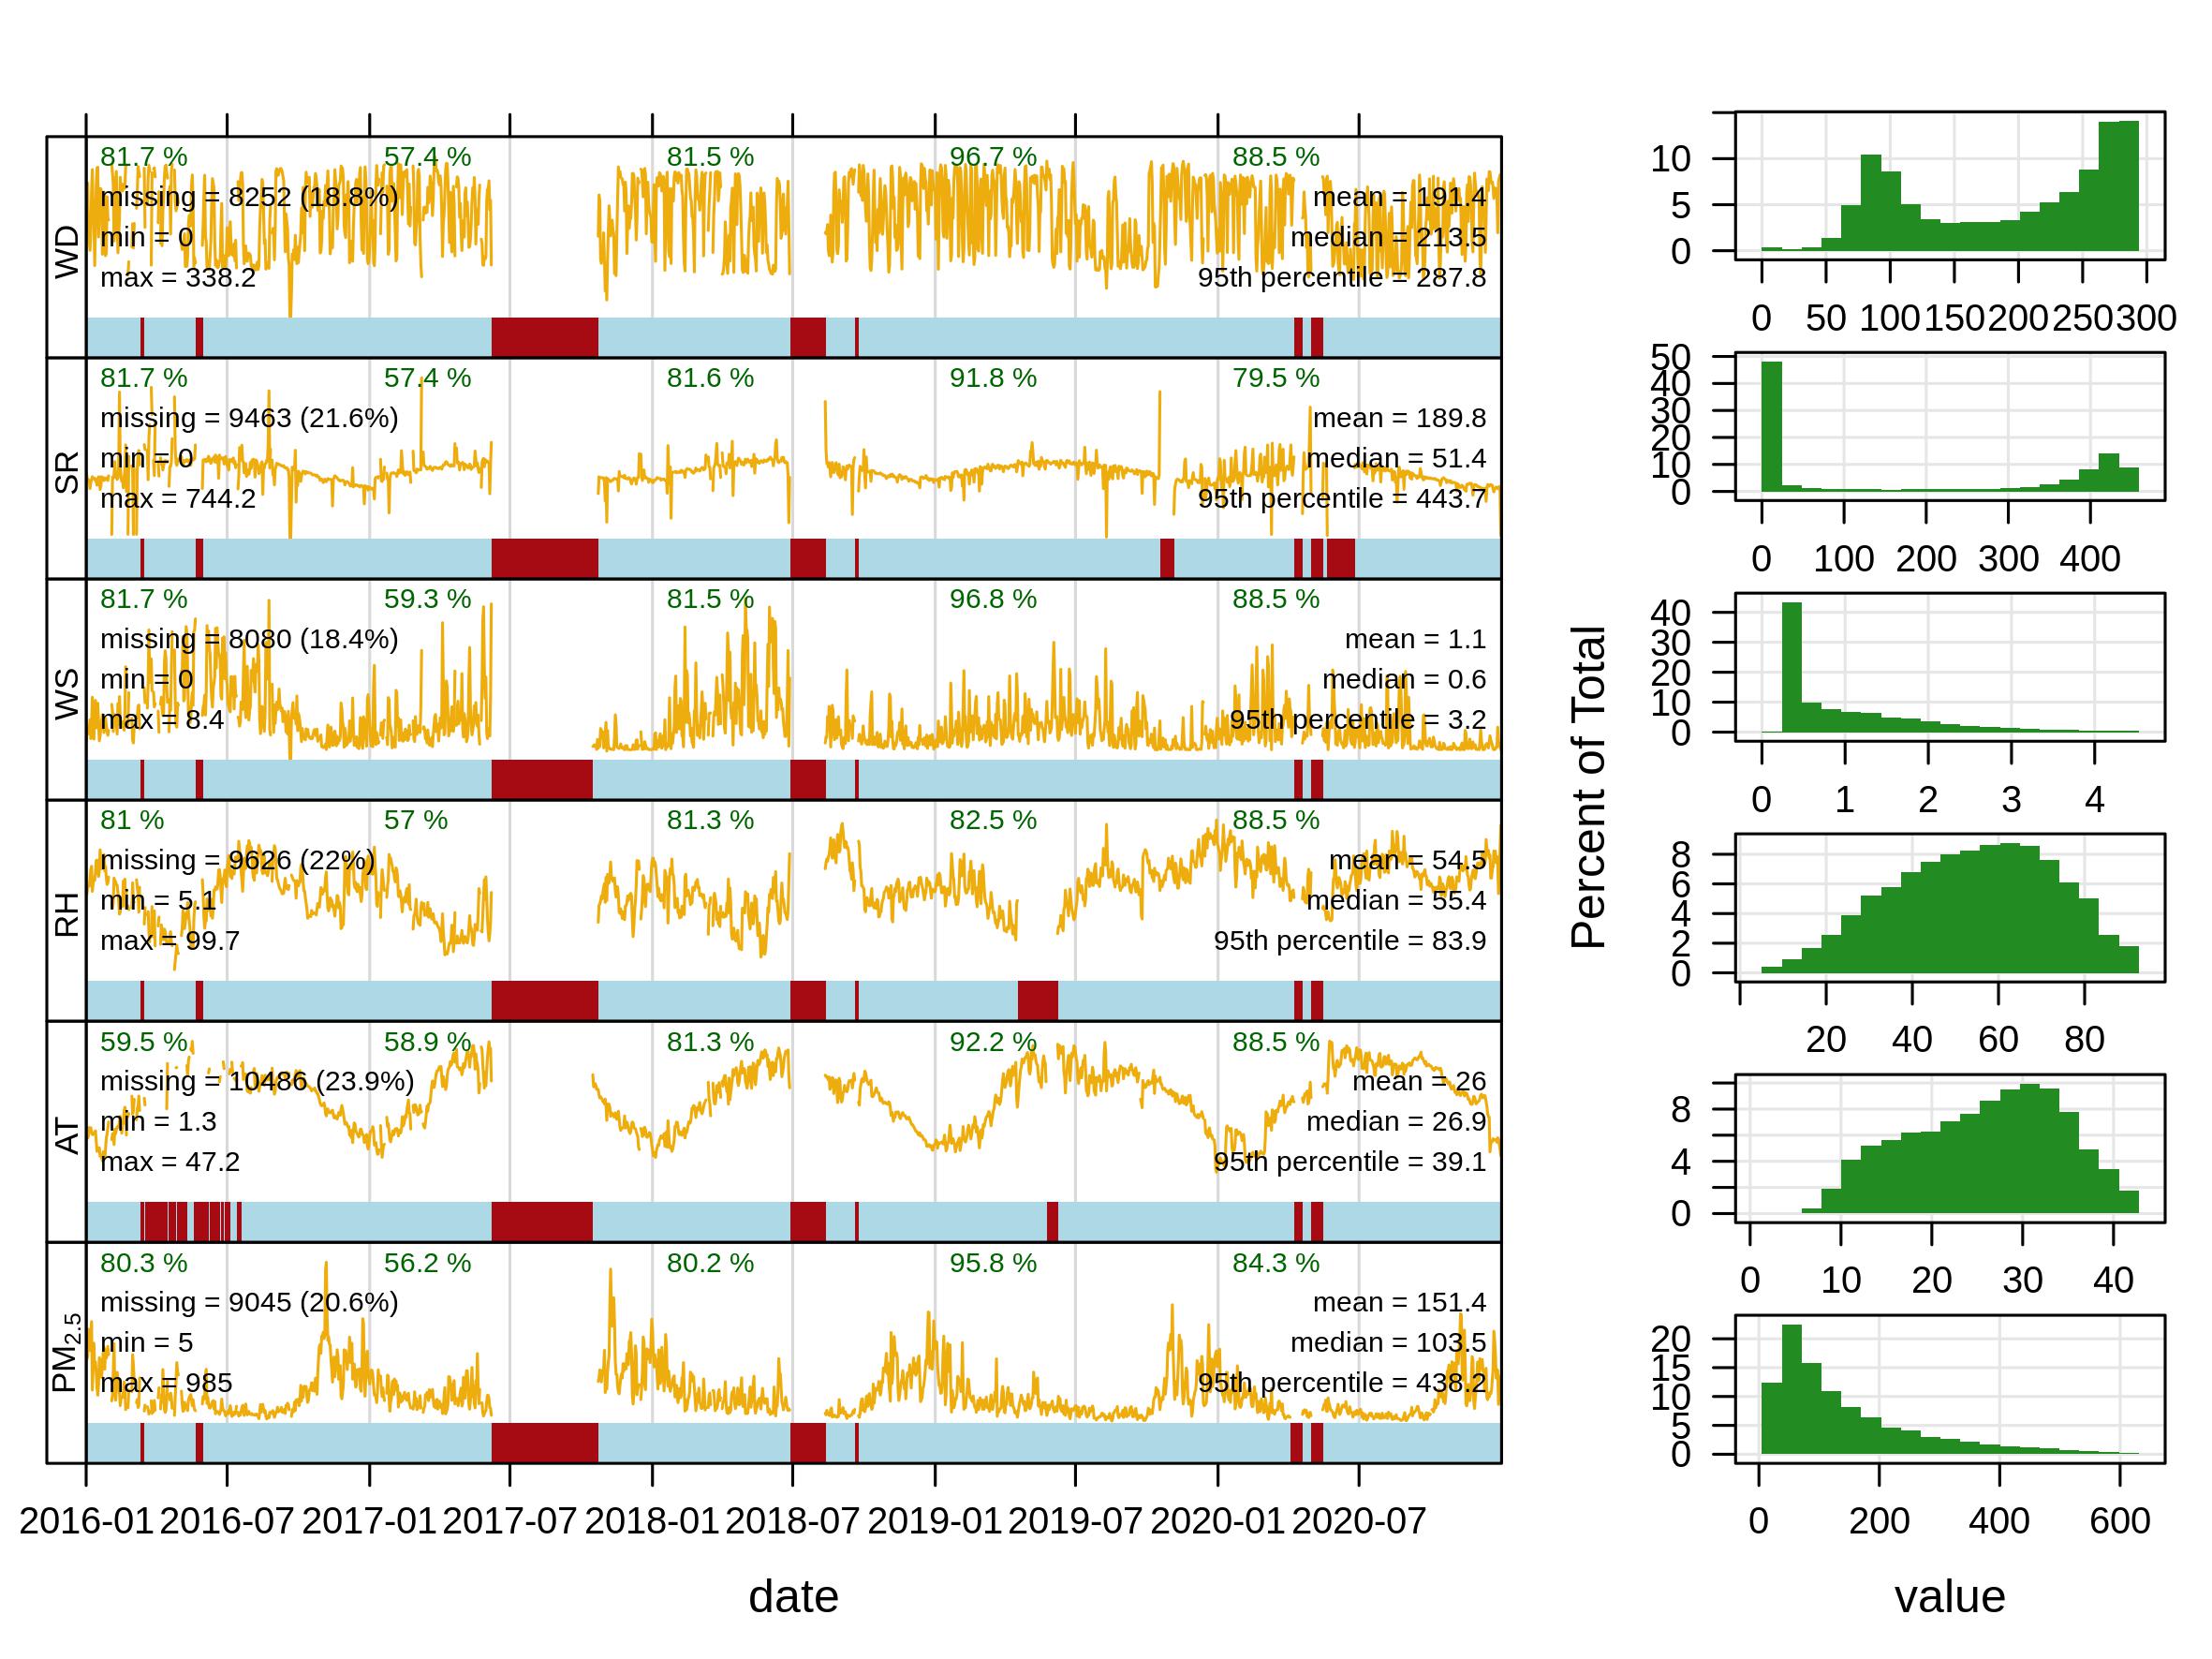 WD
81.7 % 57.4 % 81.5 % 96.7 % 88.5 %
missing = 8252 (18.8%) mean = 191.4
min = 0 median = 213.5
max = 338.2 95th percentile = 287.8
SR
81.7 % 57.4 % 81.6 % 91.8 % 79.5 %
missing = 9463 (21.6%) mean = 189.8
min = 0 median = 51.4
max = 744.2 95th percentile = 443.7
WS
81.7 % 59.3 % 81.5 % 96.8 % 88.5 %
missing = 8080 (18.4%) mean = 1.1
min = 0 median = 0.6
max = 8.4 95th percentile = 3.2
RH
81 % 57 % 81.3 % 82.5 % 88.5 %
missing = 9626 (22%) mean = 54.5
min = 5.1 median = 55.4
max = 99.7 95th percentile = 83.9
AT
59.5 % 58.9 % 81.3 % 92.2 % 88.5 %
missing = 10486 (23.9%) mean = 26
min = 1.3 median = 26.9
max = 47.2 95th percentile = 39.1
PM2.5
80.3 % 56.2 % 80.2 % 95.8 % 84.3 %
missing = 9045 (20.6%) mean = 151.4
min = 5 median = 103.5
max = 985 95th percentile = 438.2
2016-01 2016-07 2017-01 2017-07 2018-01 2018-07 2019-01 2019-07 2020-01 2020-07
date
Percent of Total
10
5
0
0 50 100 150 200 250 300
50
40
30
20
10
0
0 100 200 300 400
40
30
20
10
0
0 1 2 3 4
8
6
4
2
0
20 40 60 80
8
4
0
0 10 20 30 40
20
15
10
5
0
0 200 400 600
value